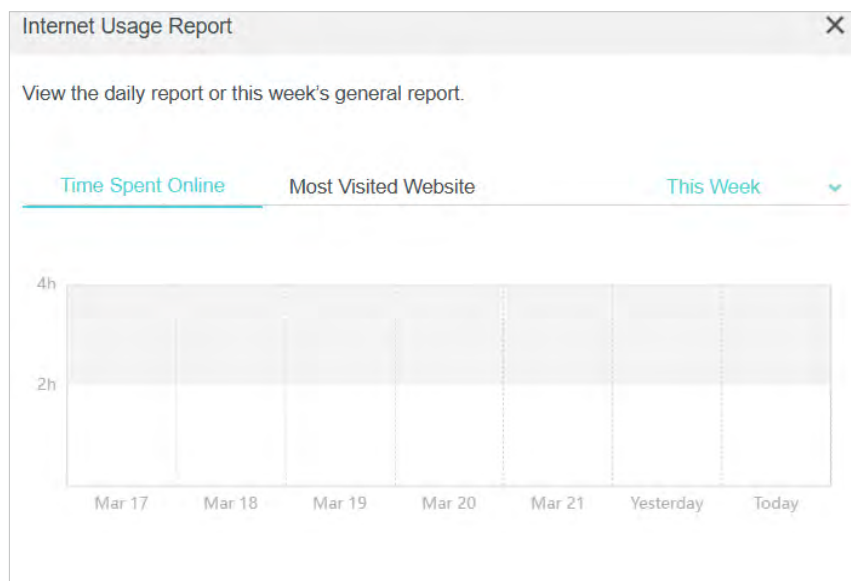 Internet Usage Report
View the daily report or this week's general report.
Time Spent Online Most Visited Website This Week
4h
2h
Mar 17 Mar 18 Mar 19 Mar 20 Mar 21 Yesterday Today